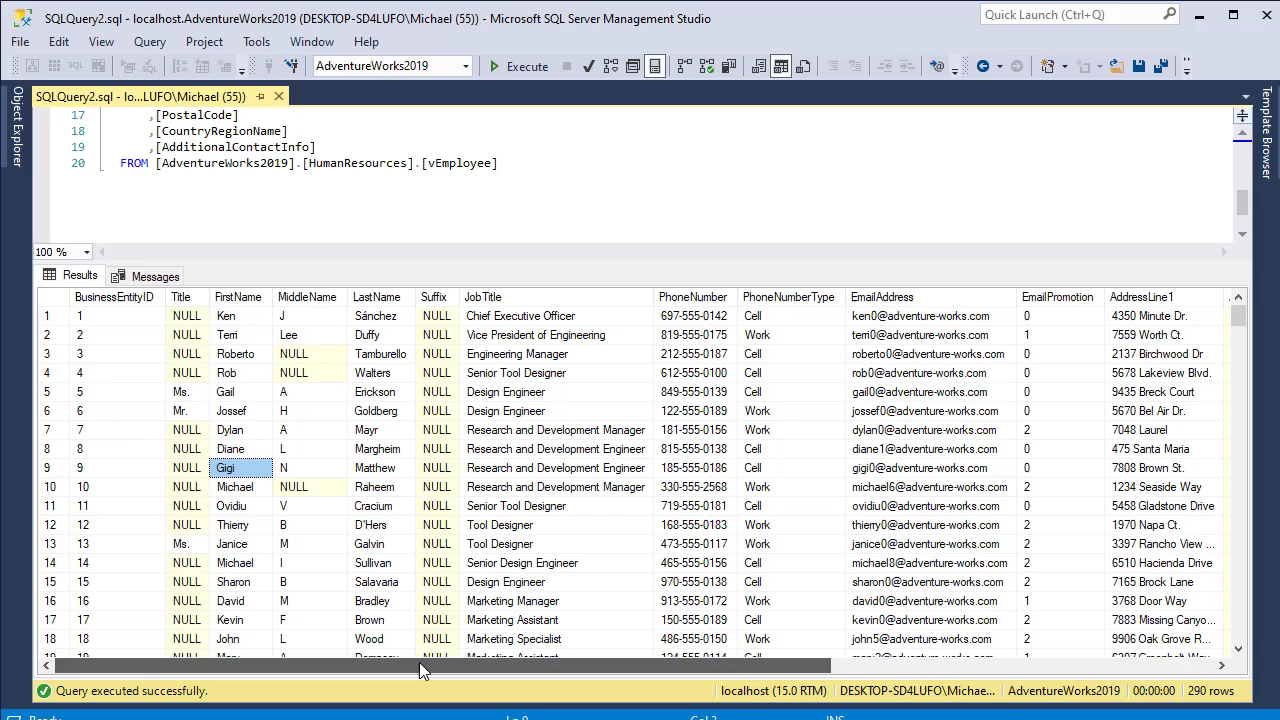 SQLQuery2.sql - localhost.AdventureWorks2019 (DESKTOP-SD4LUFO\Michael (55)) - Microsoft SQL Server Management Studio
Quick Launch (Ctrl+Q)
File Edit View Query Project Tools Window Help
AdventureWorks2019 Execute
SQLQuery2.sql - lo...LUFO\Michael (55))
Object Explorer
Template Browser
17 ,[PostalCode]
18 ,[CountryRegionName]
19 ,[AdditionalContactInfo]
20 FROM [AdventureWorks2019].[HumanResources].[vEmployee]
100 %
Results Messages
BusinessEntityID Title FirstName MiddleName LastName Suffix JobTitle PhoneNumber PhoneNumberType EmailAddress EmailPromotion AddressLine1
1 1 NULL Ken J Sánchez NULL Chief Executive Officer 697-555-0142 Cell ken0@adventure-works.com 0 4350 Minute Dr.
2 2 NULL Terri Lee Duffy NULL Vice President of Engineering 819-555-0175 Work terri0@adventure-works.com 1 7559 Worth Ct.
3 3 NULL Roberto NULL Tamburello NULL Engineering Manager 212-555-0187 Cell roberto0@adventure-works.com 0 2137 Birchwood Dr
4 4 NULL Rob NULL Walters NULL Senior Tool Designer 612-555-0100 Cell rob0@adventure-works.com 0 5678 Lakeview Blvd.
5 5 Ms. Gail A Erickson NULL Design Engineer 849-555-0139 Cell gail0@adventure-works.com 0 9435 Breck Court
6 6 Mr. Jossef H Goldberg NULL Design Engineer 122-555-0189 Work jossef0@adventure-works.com 0 5670 Bel Air Dr.
7 7 NULL Dylan A Mayr NULL Research and Development Manager 181-555-0156 Work dylan0@adventure-works.com 2 7048 Laurel
8 8 NULL Diane L Margheim NULL Research and Development Engineer 815-555-0138 Cell diane1@adventure-works.com 0 475 Santa Maria
9 9 NULL Gigi N Matthew NULL Research and Development Engineer 185-555-0186 Cell gigi0@adventure-works.com 0 7808 Brown St.
10 10 NULL Michael NULL Raheem NULL Research and Development Manager 330-555-2568 Work michael6@adventure-works.com 2 1234 Seaside Way
11 11 NULL Ovidiu V Cracium NULL Senior Tool Designer 719-555-0181 Cell ovidiu0@adventure-works.com 0 5458 Gladstone Drive
12 12 NULL Thierry B D'Hers NULL Tool Designer 168-555-0183 Work thierry0@adventure-works.com 2 1970 Napa Ct.
13 13 Ms. Janice M Galvin NULL Tool Designer 473-555-0117 Work janice0@adventure-works.com 2 3397 Rancho View ...
14 14 NULL Michael I Sullivan NULL Senior Design Engineer 465-555-0156 Cell michael8@adventure-works.com 2 6510 Hacienda Drive
15 15 NULL Sharon B Salavaria NULL Design Engineer 970-555-0138 Cell sharon0@adventure-works.com 2 7165 Brock Lane
16 16 NULL David M Bradley NULL Marketing Manager 913-555-0172 Cell david0@adventure-works.com 1 3768 Door Way
17 17 NULL Kevin F Brown NULL Marketing Assistant 150-555-0189 Cell kevin0@adventure-works.com 2 7883 Missing Canyo...
18 18 NULL John L Wood NULL Marketing Specialist 486-555-0150 Work john5@adventure-works.com 2 9906 Oak Grove R...
Query executed successfully. localhost (15.0 RTM) DESKTOP-SD4LUFO\Michae... AdventureWorks2019 00:00:00 290 rows